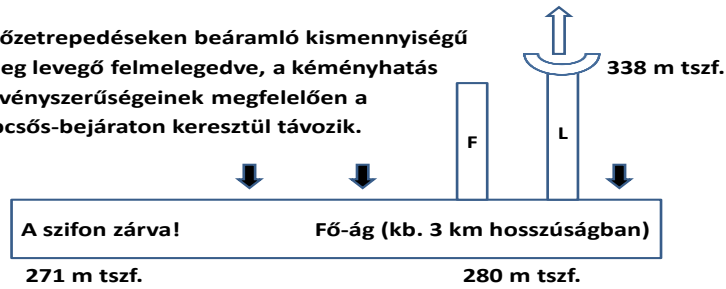 őzetrepedéseken beáramló kismennyiségű
eg levegő felmelegedve, a kéményhatás
vényszerűségeinek megfelelően a
pcsős-bejáraton keresztül távozik.
338 m tszf.
F
L
A szifon zárva!
Fő-ág (kb. 3 km hosszúságban)
271 m tszf.
280 m tszf.